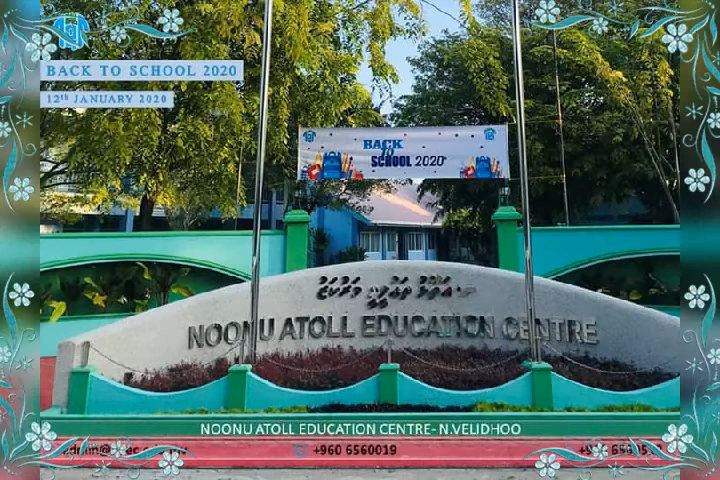 BACK TO SCHOOL 2020
12th JANUARY 2020
BACK
TO
SCHOOL 2020
NOONU ATOLL EDUCATION CENTRE
NOONU ATOLL EDUCATION CENTRE- N.VELIDHOO
+960 6560019